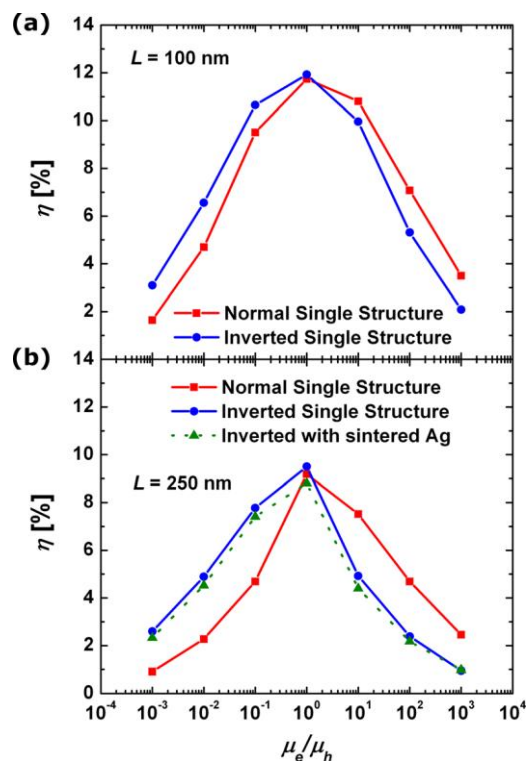 (a)
14
12
10
8
6
4
2
η [%]
L = 100 nm
Normal Single Structure
Inverted Single Structure
(b)
14
12
10
8
6
4
2
0
η [%]
Normal Single Structure
Inverted Single Structure
Inverted with sintered Ag
L = 250 nm
10⁻⁴ 10⁻³ 10⁻² 10⁻¹ 10⁰ 10¹ 10² 10³ 10⁴
μₑ/μₕ